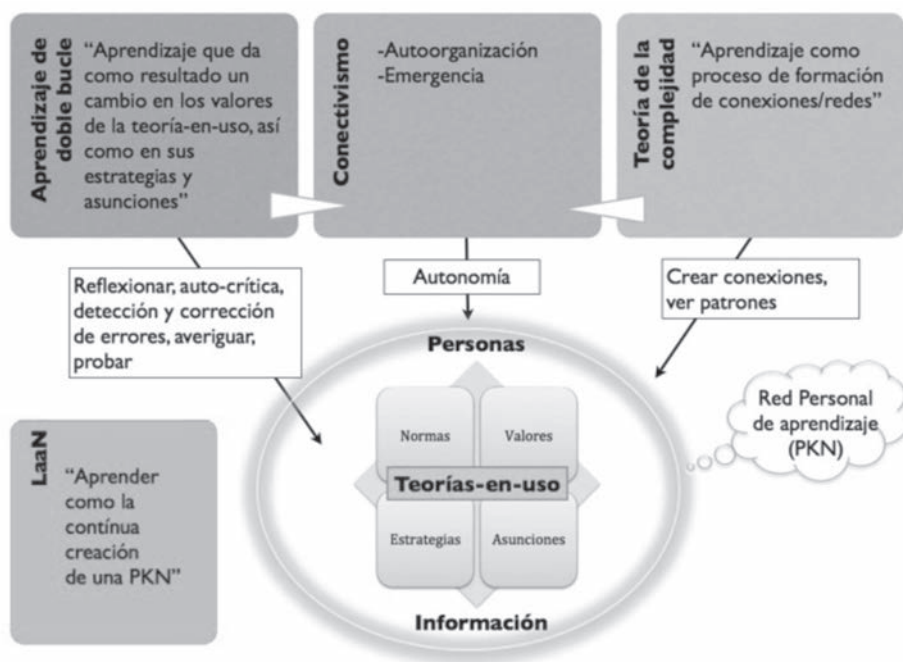 Aprendizaje de
doble bucle
“Aprendizaje que da
como resultado un
cambio en los valores
de la teoría-en-uso, así
como en sus
estrategias y
asunciones”
Conectivismo
-Autoorganización
-Emergencia
Teoría de la
complejidad
“Aprendizaje como
proceso de formación
de conexiones/redes”
Reflexionar, auto-crítica,
detección y corrección
de errores, averiguar,
probar
Autonomía
Crear conexiones,
ver patrones
Personas
Normas
Valores
Teorías-en-uso
Estrategias
Asunciones
Información
Red Personal
de aprendizaje
(PKN)
LaaN
“Aprender
como la
contínua
creación
de una PKN”